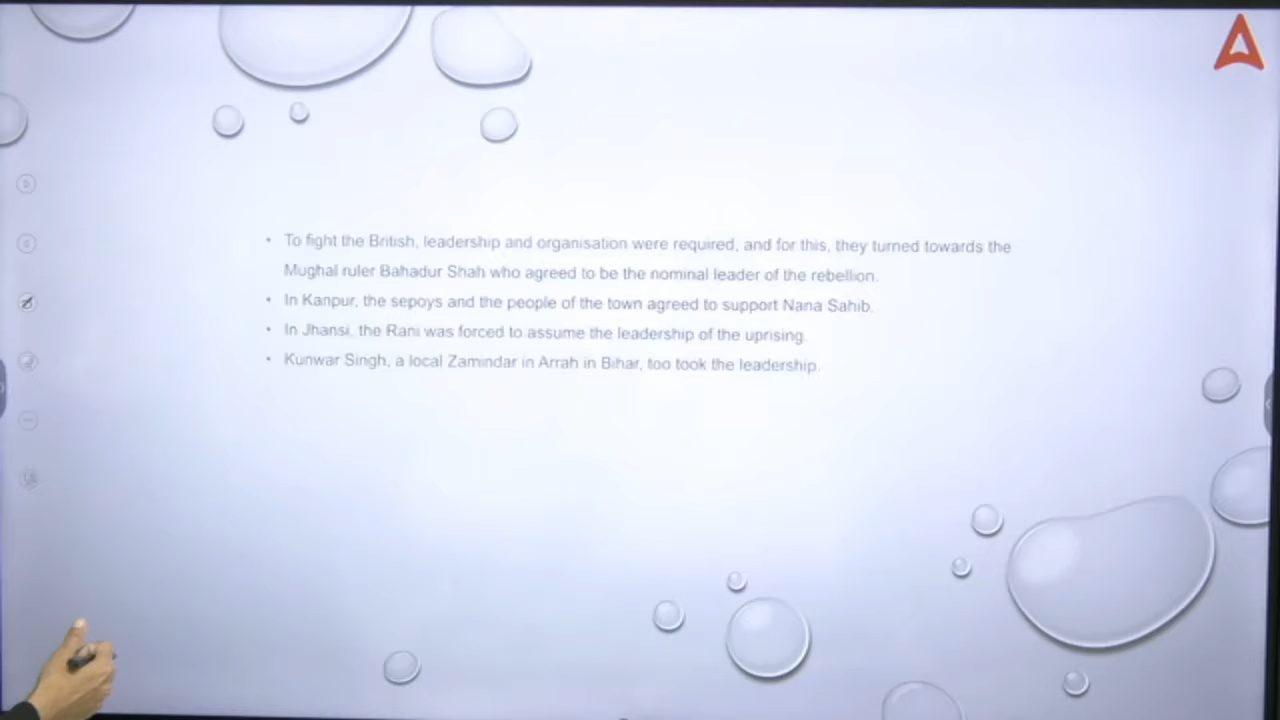 • To fight the British, leadership and organisation were required, and for this, they turned towards the
Mughal ruler Bahadur Shah who agreed to be the nominal leader of the rebellion.
• In Kanpur, the sepoys and the people of the town agreed to support Nana Sahib.
• In Jhansi, the Rani was forced to assume the leadership of the uprising.
• Kunwar Singh, a local Zamindar in Arrah in Bihar, too took the leadership.